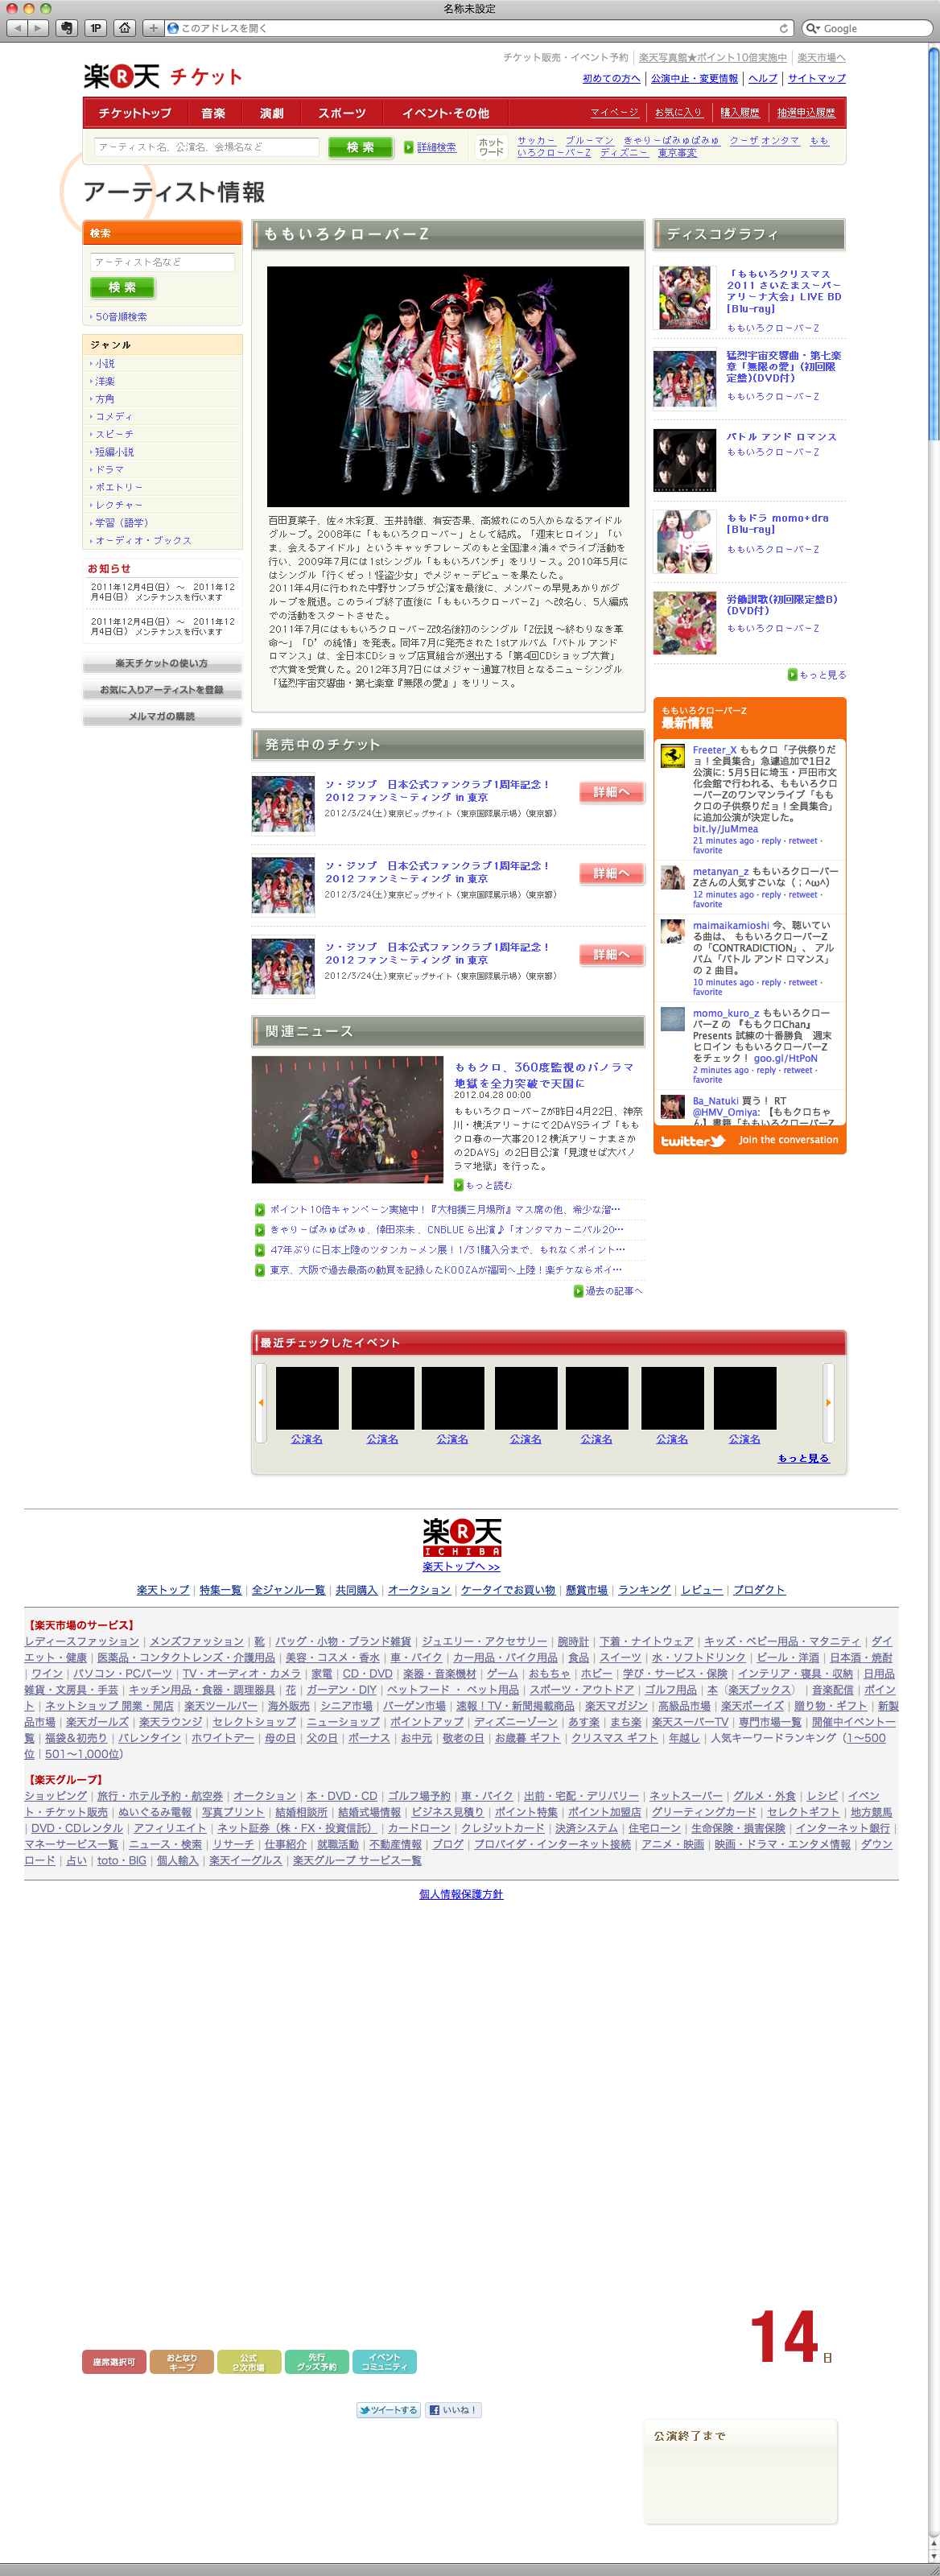 名称未設定
1P
このアドレスを開く
Google
チケット販売・イベント予約 楽天写真館★ポイント10倍実施中 楽天市場へ
楽天 チケット
初めての方へ 公演中止・変更情報 ヘルプ サイトマップ
チケットトップ 音楽 演劇 スポーツ イベント・その他 マイページ お気に入り 購入履歴 抽選申込履歴
アーティスト名、公演名、会場名など 検索 詳細検索 ホットワード サッカー ブルーマン きゃりーぱみゅぱみゅ クーザ オンタマ もも
いろクローバーZ ディズニー 東京事変
アーティスト情報
検索
アーティスト名など
検索
50音順検索
ジャンル
小説
洋楽
方角
コメディ
スピーチ
短編小説
ドラマ
ポエトリー
レクチャー
学習（語学）
オーディオ・ブックス
お知らせ
2011年12月4日(日) ～ 2011年12
月4日(日) メンテナンスを行います
2011年12月4日(日) ～ 2011年12
月4日(日) メンテナンスを行います
楽天チケットの使い方
お気に入りアーティストを登録
メルマガの購読
ももいろクローバーZ
百田夏菜子、佐々木彩夏、玉井詩織、有安杏果、高城れにの5人からなるアイドル
グループ。2008年に「ももいろクローバー」として結成。「週末ヒロイン」「い
ま、会えるアイドル」というキャッチフレーズのもと全国津々浦々でライブ活動を
行い、2009年7月には1stシングル「ももいろパンチ」をリリース。2010年5月に
はシングル「行くぜっ！怪盗少女」でメジャーデビューを果たした。
2011年4月に行われた中野サンプラザ公演を最後に、メンバーの早見あかりがグ
ループを脱退。このライブ終了直後に「ももいろクローバーZ」へ改名し、5人編成
での活動をスタートさせた。
2011年7月にはももいろクローバーZ改名後初のシングル「Z伝説 ～終わりなき革
命～」「D’の純情」を発表。同年7月に発売された1stアルバム「バトル アンド
ロマンス」は、全日本CDショップ店員組合が選出する「第4回CDショップ大賞」
で大賞を受賞した。2012年3月7日にはメジャー通算7枚目となるニューシングル
「猛烈宇宙交響曲・第七楽章『無限の愛』」をリリース。
発売中のチケット
ソ・ジソブ 日本公式ファンクラブ1周年記念！
2012 ファンミーティング in 東京
2012/3/24(土) 東京ビッグサイト（東京国際展示場）（東京都）
詳細へ
ソ・ジソブ 日本公式ファンクラブ1周年記念！
2012 ファンミーティング in 東京
2012/3/24(土) 東京ビッグサイト（東京国際展示場）（東京都）
詳細へ
ソ・ジソブ 日本公式ファンクラブ1周年記念！
2012 ファンミーティング in 東京
2012/3/24(土) 東京ビッグサイト（東京国際展示場）（東京都）
詳細へ
関連ニュース
ももクロ、360度監視のパノラマ
地獄を全力突破で天国に
2012.04.28 00:00
ももいろクローバーZが昨日4月22日、神奈
川・横浜アリーナにて2DAYSライブ「もも
クロ春の一大事2012 横浜アリーナまさか
の2DAYS」の2日目公演「見渡せば大パノ
ラマ地獄」を行った。
もっと読む
ポイント10倍キャンペーン実施中！『大相撲三月場所』マス席の他、希少な溜…
きゃりーぱみゅぱみゅ、倖田來未 、CNBLUE ら出演♪「オンタマカーニバル20…
47年ぶりに日本上陸のツタンカーメン展！1/31購入分まで、もれなくポイント…
東京、大阪で過去最高の動員を記録したKOOZAが福岡へ上陸！楽チケならポイ…
過去の記事へ
ディスコグラフィ
「ももいろクリスマス
2011 さいたまスーパー
アリーナ大会」LIVE BD
[Blu-ray]
ももいろクローバーZ
猛烈宇宙交響曲・第七楽
章「無限の愛」(初回限
定盤)(DVD付)
ももいろクローバーZ
バトル アンド ロマンス
ももいろクローバーZ
ももドラ momo+dra
[Blu-ray]
ももいろクローバーZ
労働讃歌(初回限定盤B)
(DVD付)
ももいろクローバーZ
もっと見る
ももいろクローバーZ
最新情報
Freeter_X ももクロ「子供祭りだ
ョ！全員集合」急遽追加で1日2
公演に: 5月5日に埼玉・戸田市文
化会館で行われる、ももいろクロ
ーバーZのワンマンライブ「もも
クロの子供祭りだョ！全員集合」
に追加公演が決定した。
bit.ly/JuMmea
21 minutes ago · reply · retweet ·
favorite
metanyan_z ももいろクローバー
Zさんの人気すごいな（；^ω^）
12 minutes ago · reply · retweet ·
favorite
maimaikamioshi 今、聴いてい
る曲は、 ももいろクローバーZ
の「CONTRADICTION」、 アル
バム「バトル アンド ロマンス」
の 2 曲目。
10 minutes ago · reply · retweet ·
favorite
momo_kuro_z ももいろクロー
バーZ の 『ももクロChan』
Presents 試練の十番勝負 週末
ヒロイン ももいろクローバーZ
をチェック！ goo.gl/HtPoN
2 minutes ago · reply · retweet ·
favorite
Ba_Natuki 買う！ RT
@HMV_Omiya: 【ももクロちゃ
ん】書籍「ももいろクローバーZ
twitter Join the conversation
最近チェックしたイベント
公演名 公演名 公演名 公演名 公演名 公演名 公演名
もっと見る
楽天
ICHIBA
楽天トップへ >>
楽天トップ | 特集一覧 | 全ジャンル一覧 | 共同購入 | オークション | ケータイでお買い物 | 懸賞市場 | ランキング | レビュー | プロダクト
【楽天市場のサービス】
レディースファッション | メンズファッション | 靴 | バッグ・小物・ブランド雑貨 | ジュエリー・アクセサリー | 腕時計 | 下着・ナイトウェア | キッズ・ベビー用品・マタニティ | ダイ
エット・健康 | 医薬品・コンタクトレンズ・介護用品 | 美容・コスメ・香水 | 車・バイク | カー用品・バイク用品 | 食品 | スイーツ | 水・ソフトドリンク | ビール・洋酒 | 日本酒・焼酎
| ワイン | パソコン・PCパーツ | TV・オーディオ・カメラ | 家電 | CD・DVD | 楽器・音楽機材 | ゲーム | おもちゃ | ホビー | 学び・サービス・保険 | インテリア・寝具・収納 | 日用品
雑貨・文房具・手芸 | キッチン用品・食器・調理器具 | 花 | ガーデン・DIY | ペットフード ・ ペット用品 | スポーツ・アウトドア | ゴルフ用品 | 本（楽天ブックス） | 音楽配信 | ポイン
ト | ネットショップ 開業・開店 | 楽天ツールバー | 海外販売 | シニア市場 | バーゲン市場 | 速報！TV・新聞掲載商品 | 楽天マガジン | 高級品市場 | 楽天ボーイズ | 贈り物・ギフト | 新製
品市場 | 楽天ガールズ | 楽天ラウンジ | セレクトショップ | ニューショップ | ポイントアップ | ディズニーゾーン | あす楽 | まち楽 | 楽天スーパーTV | 専門市場一覧 | 開催中イベント一
覧 | 福袋&初売り | バレンタイン | ホワイトデー | 母の日 | 父の日 | ボーナス | お中元 | 敬老の日 | お歳暮 ギフト | クリスマス ギフト | 年越し | 人気キーワードランキング（1～500
位 | 501～1,000位）
【楽天グループ】
ショッピング | 旅行・ホテル予約・航空券 | オークション | 本・DVD・CD | ゴルフ場予約 | 車・バイク | 出前・宅配・デリバリー | ネットスーパー | グルメ・外食 | レシピ | イベン
ト・チケット販売 | ぬいぐるみ電報 | 写真プリント | 結婚相談所 | 結婚式場情報 | ビジネス見積り | ポイント特集 | ポイント加盟店 | グリーティングカード | セレクトギフト | 地方競馬
| DVD・CDレンタル | アフィリエイト | ネット証券（株・FX・投資信託） | カードローン | クレジットカード | 決済システム | 住宅ローン | 生命保険・損害保険 | インターネット銀行 |
マネーサービス一覧 | ニュース・検索 | リサーチ | 仕事紹介 | 就職活動 | 不動産情報 | ブログ | プロバイダ・インターネット接続 | アニメ・映画 | 映画・ドラマ・エンタメ情報 | ダウン
ロード | 占い | toto・BIG | 個人輸入 | 楽天イーグルス | 楽天グループ サービス一覧
個人情報保護方針
14日
座席選択可 おとなりキープ 公式2次市場 先行グッズ予約 イベントコミュニティ
ツイートする いいね！
公演終了まで